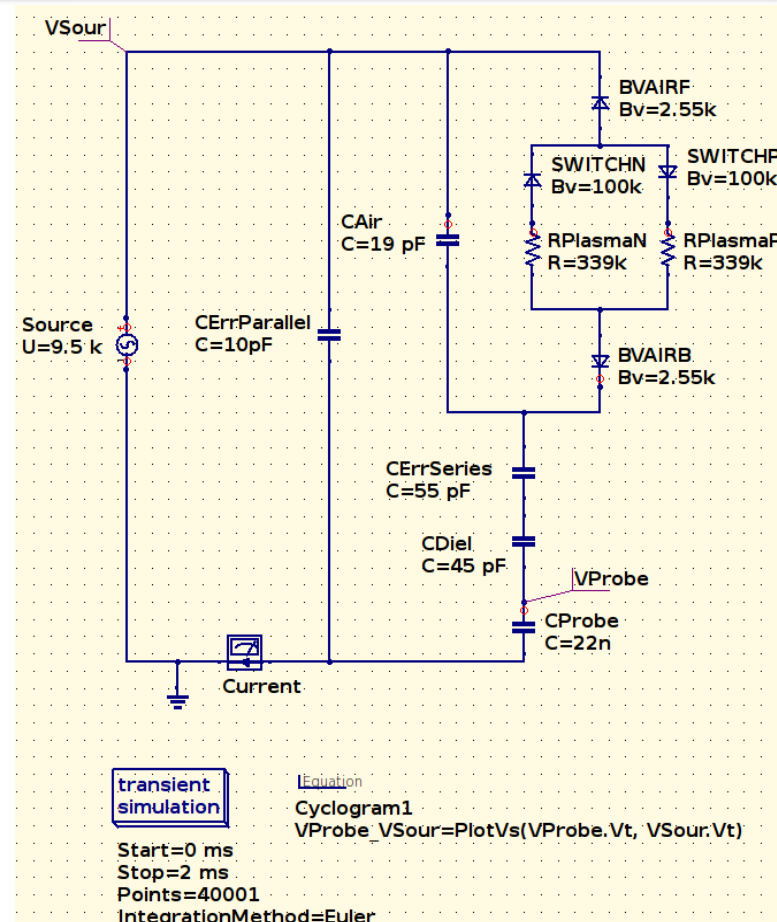 VSour
BVAIRF
Bv=2.55k
SWITCHN
Bv=100k
SWITCHP
Bv=100k
CAir
C=19 pF
RPlasmaN
R=339k
RPlasmaP
R=339k
Source
U=9.5 k
CErrParallel
C=10pF
BVAIRB
Bv=2.55k
CErrSeries
C=55 pF
CDiel
C=45 pF
VProbe
CProbe
C=22n
Current
transient
simulation
Equation
Cyclogram1
VProbe_VSour=PlotVs(VProbe.Vt, VSour.Vt)
Start=0 ms
Stop=2 ms
Points=40001
IntegrationMethod=Euler